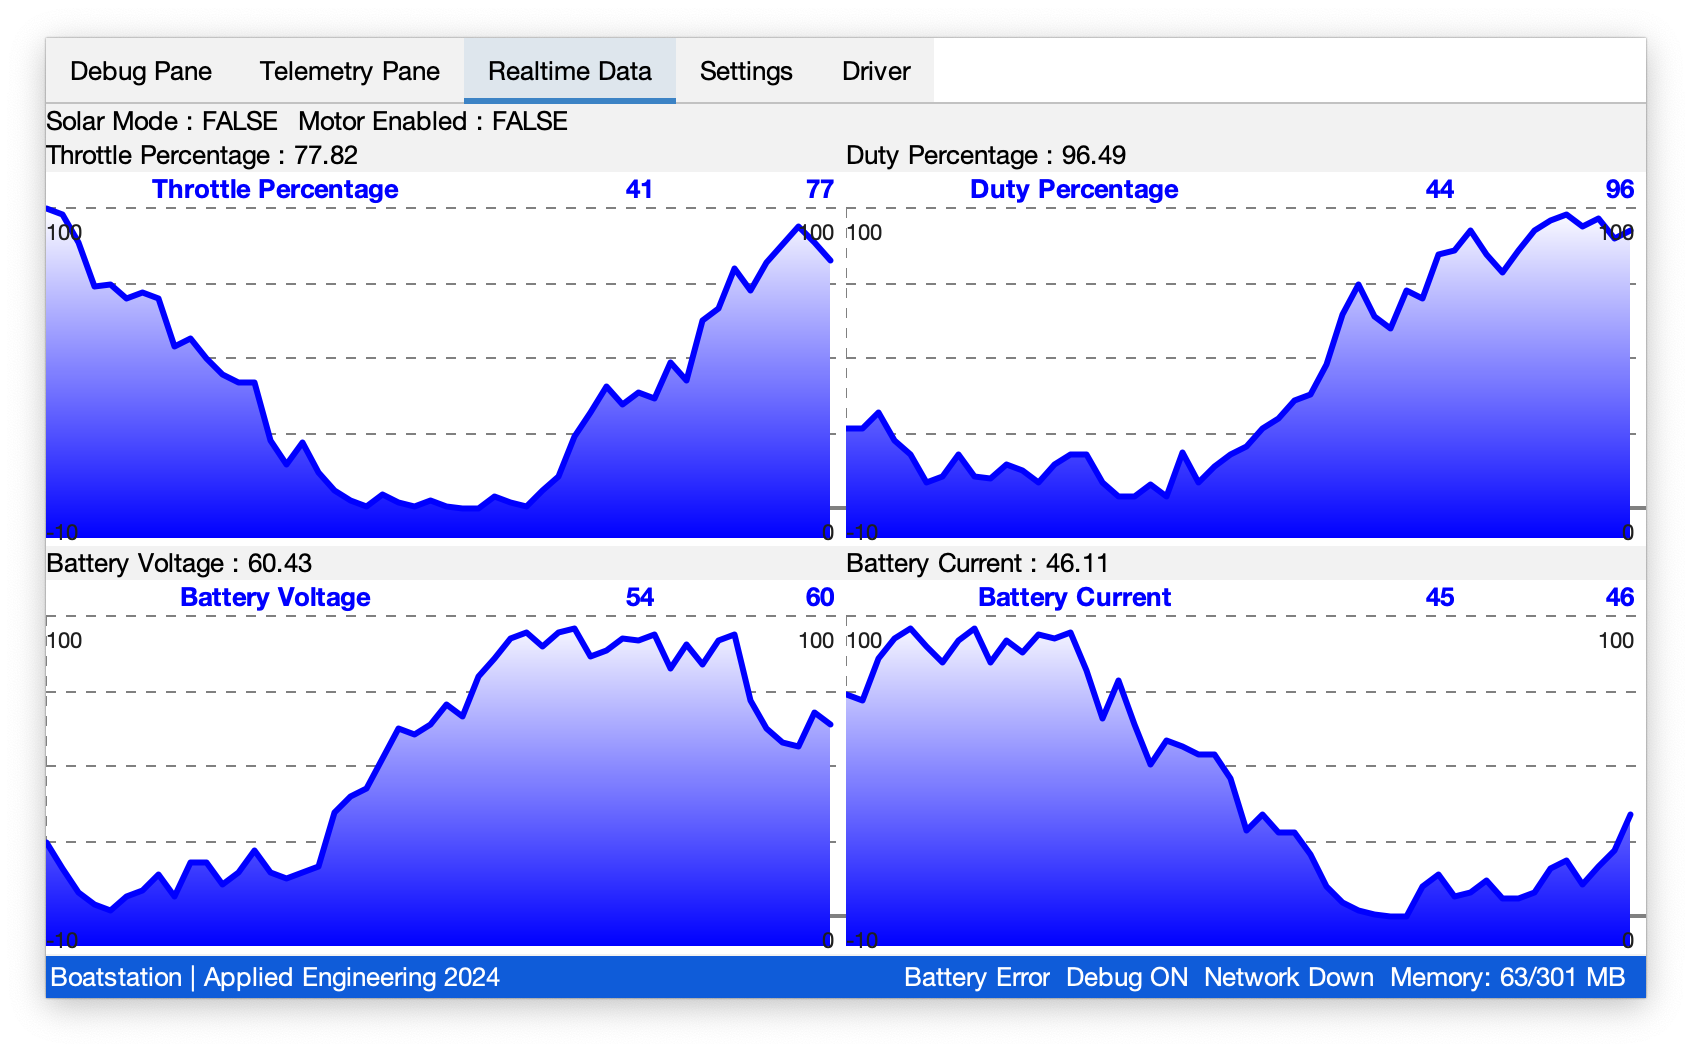 Debug Pane Telemetry Pane Realtime Data Settings Driver
Solar Mode : FALSE Motor Enabled : FALSE
Throttle Percentage : 77.82
Throttle Percentage 41 77
100 100
-10 0
Duty Percentage : 96.49
Duty Percentage 44 96
100 100
-10 0
Battery Voltage : 60.43
Battery Voltage 54 60
100 100
-10 0
Battery Current : 46.11
Battery Current 45 46
100 100
-10 0
Boatstation | Applied Engineering 2024 Battery Error Debug ON Network Down Memory: 63/301 MB